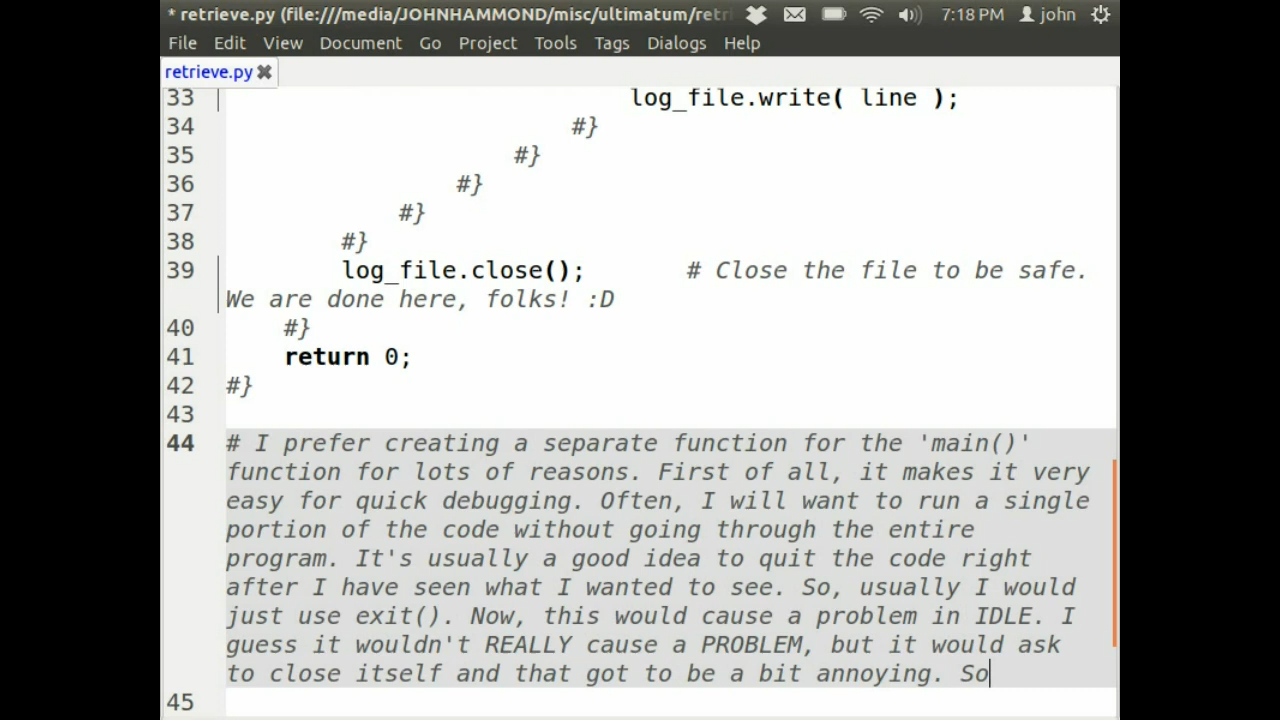 * retrieve.py (file:///media/JOHNHAMMOND/misc/ultimatum/retr 7:18 PM john
File Edit View Document Go Project Tools Tags Dialogs Help
retrieve.py
33 log_file.write( line );
34 #}
35 #}
36 #}
37 #}
38 #}
39 log_file.close(); # Close the file to be safe.
We are done here, folks! :D
40 #}
41 return 0;
42 #}
43
44 # I prefer creating a separate function for the 'main()'
function for lots of reasons. First of all, it makes it very
easy for quick debugging. Often, I will want to run a single
portion of the code without going through the entire
program. It's usually a good idea to quit the code right
after I have seen what I wanted to see. So, usually I would
just use exit(). Now, this would cause a problem in IDLE. I
guess it wouldn't REALLY cause a PROBLEM, but it would ask
to close itself and that got to be a bit annoying. So
45